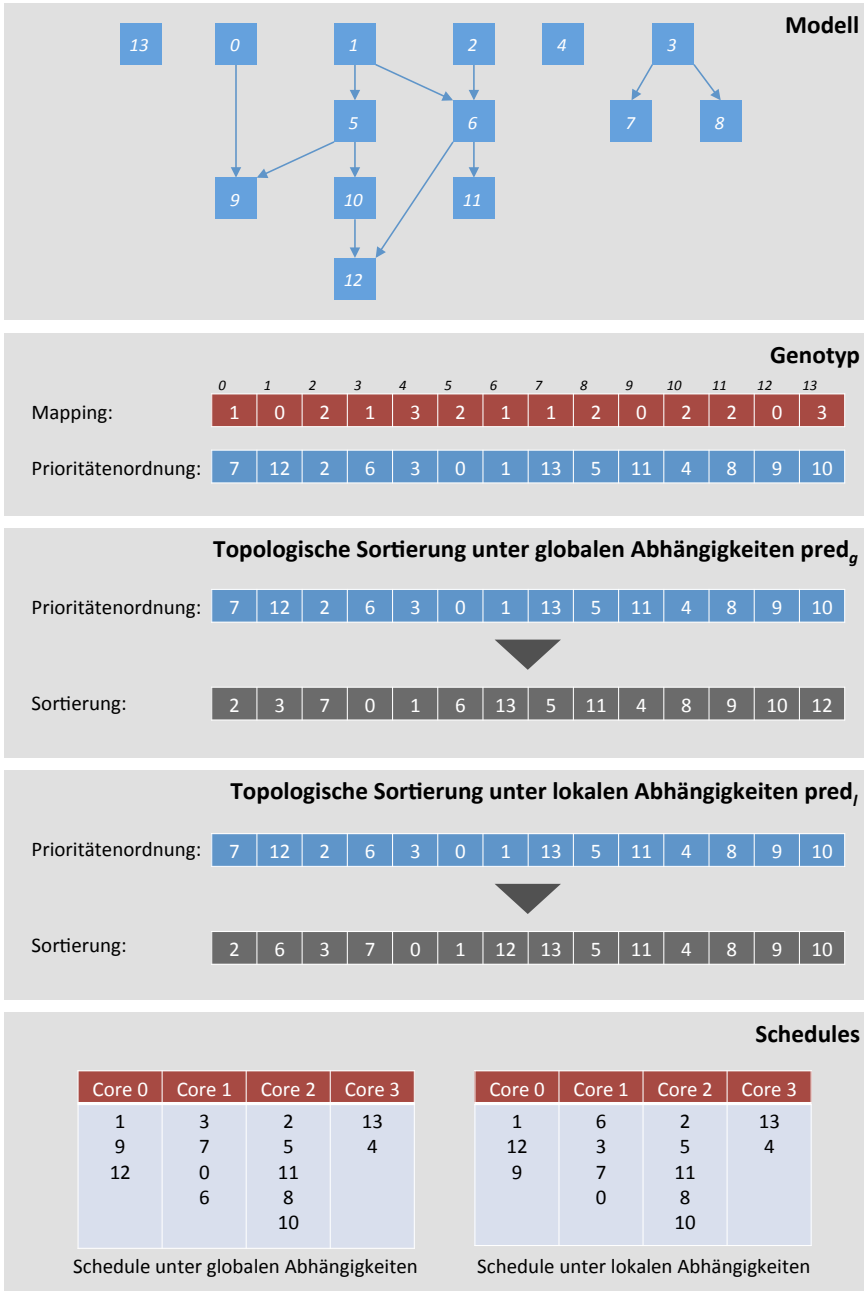 Modell
13 0 1 2 4 3
5 6 7 8
9 10 11
12
Genotyp
0 1 2 3 4 5 6 7 8 9 10 11 12 13
Mapping: 1 0 2 1 3 2 1 1 2 0 2 2 0 3
Prioritätenordnung: 7 12 2 6 3 0 1 13 5 11 4 8 9 10
Topologische Sortierung unter globalen Abhängigkeiten pred_g
Prioritätenordnung: 7 12 2 6 3 0 1 13 5 11 4 8 9 10
Sortierung: 2 3 7 0 1 6 13 5 11 4 8 9 10 12
Topologische Sortierung unter lokalen Abhängigkeiten pred_l
Prioritätenordnung: 7 12 2 6 3 0 1 13 5 11 4 8 9 10
Sortierung: 2 6 3 7 0 1 12 13 5 11 4 8 9 10
Schedules
Core 0 Core 1 Core 2 Core 3
1 3 2 13
9 7 5 4
12 0 11
6 8
10
Schedule unter globalen Abhängigkeiten
Core 0 Core 1 Core 2 Core 3
1 6 2 13
12 3 5 4
9 7 11
0 8
10
Schedule unter lokalen Abhängigkeiten